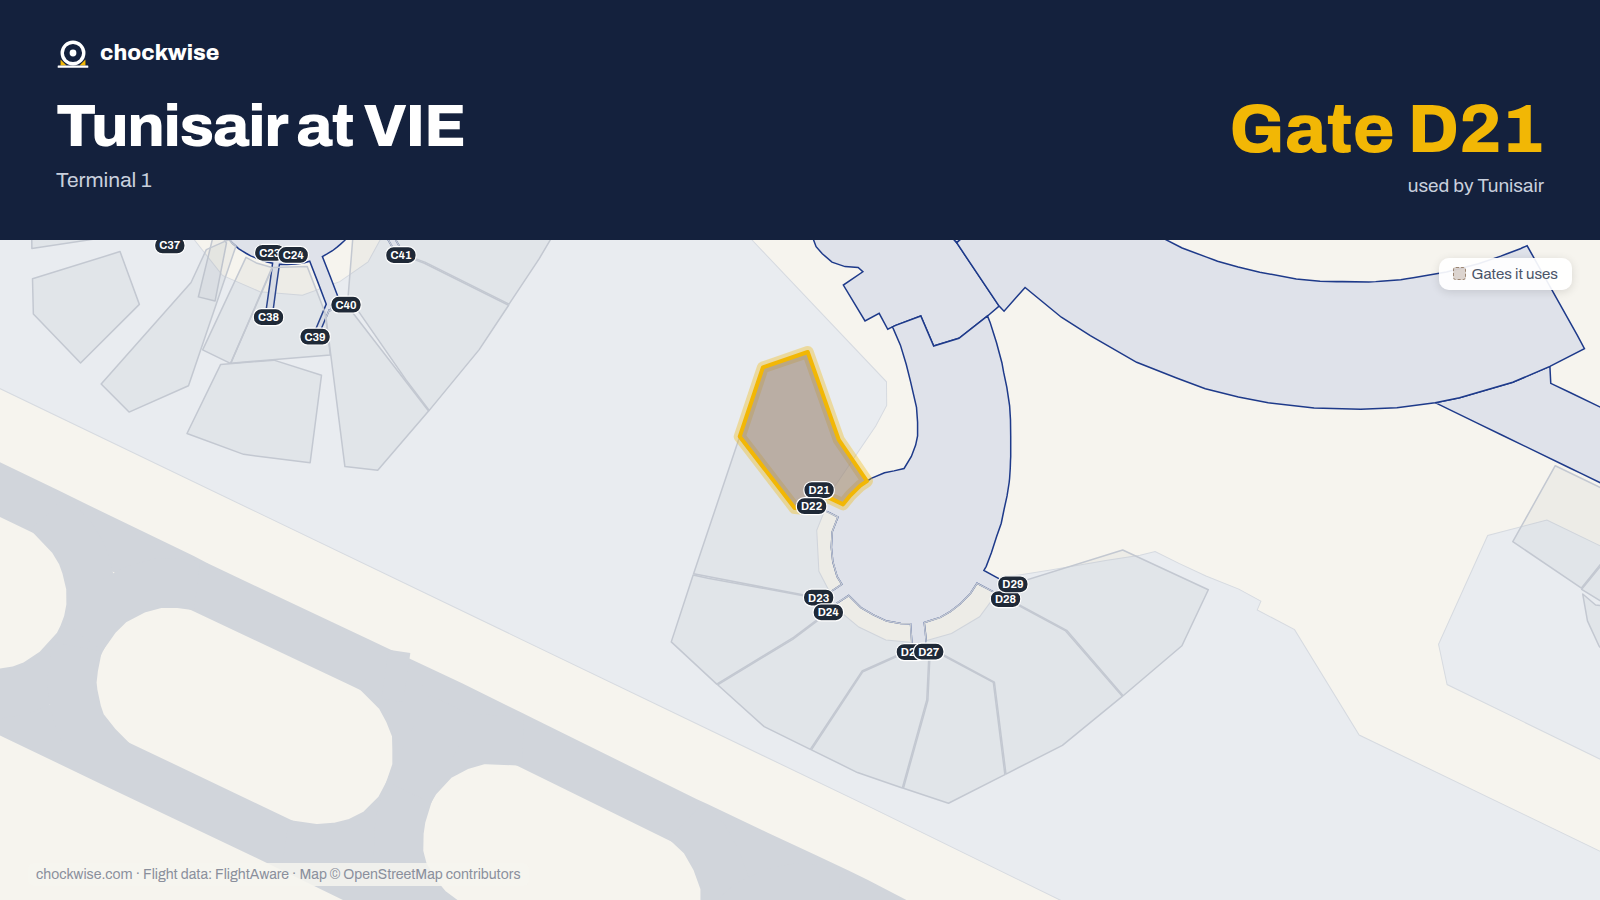 chockwise
Tunisair at VIE
Terminal 1
Gate D21
used by Tunisair
Gates it uses
C37
C23
C24
C41
C38
C40
C39
D21
D22
D23
D24
D29
D28
D27
chockwise.com · Flight data: FlightAware · Map © OpenStreetMap contributors